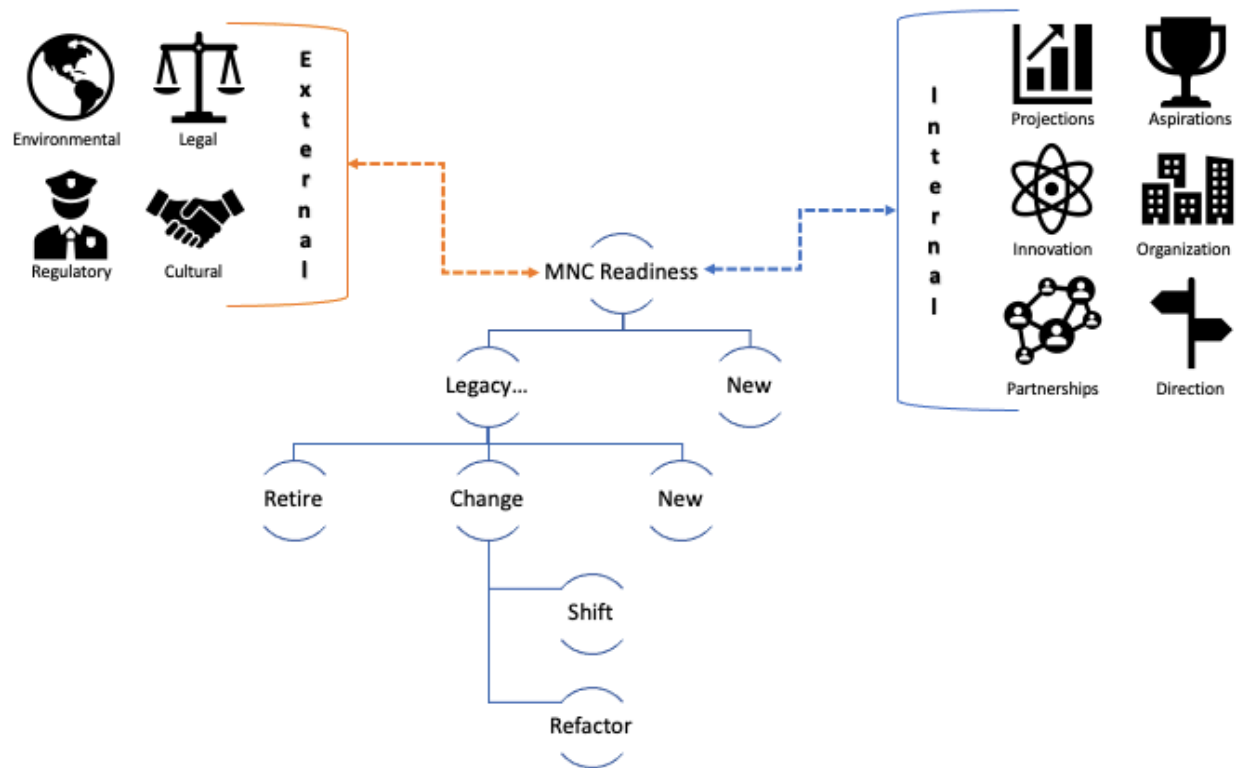 Environmental
Legal
Regulatory
Cultural
External
MNC Readiness
Legacy...
New
Retire
Change
New
Shift
Refactor
Internal
Projections
Aspirations
Innovation
Organization
Partnerships
Direction